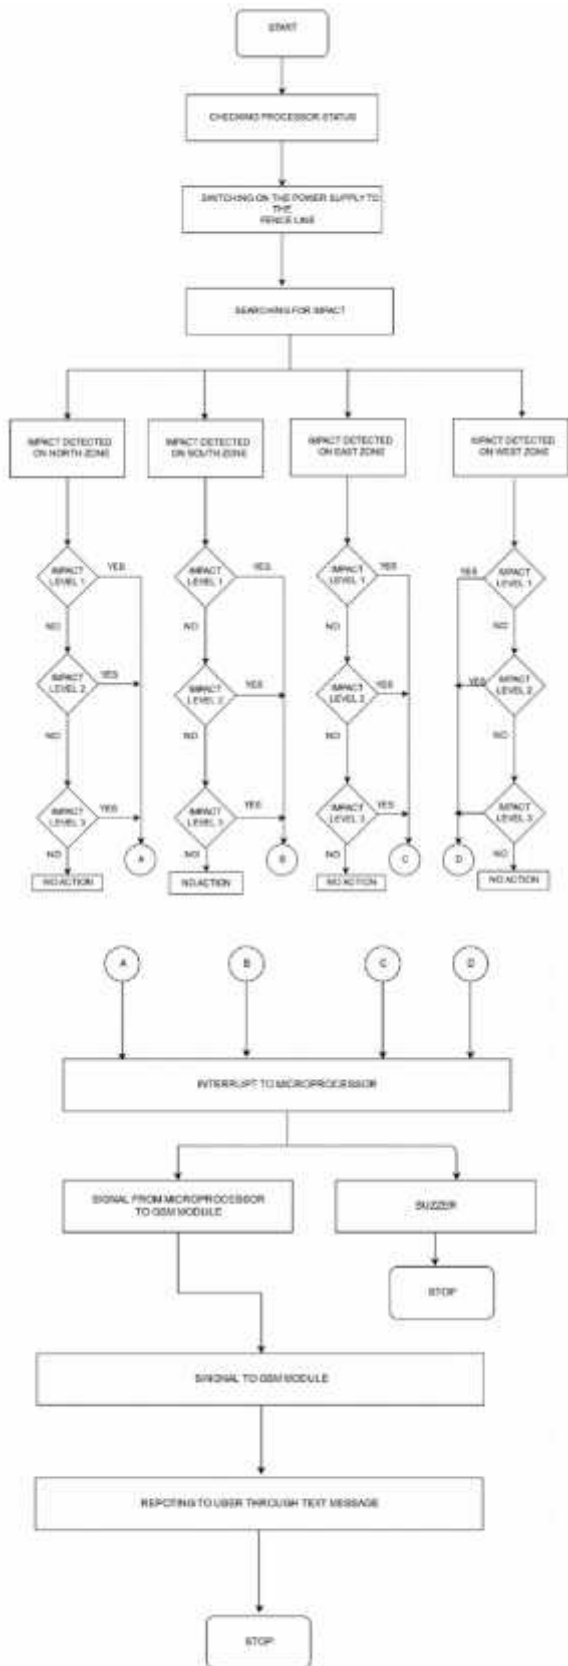 START
CHECKING PROCESSOR STATUS
SWITCHING ON THE POWER SUPPLY TO
THE
FENCE LINE
SEARCHING FOR IMPACT
IMPACT DETECTED
ON NORTH ZONE
IMPACT DETECTED
ON SOUTH ZONE
IMPACT DETECTED
ON EAST ZONE
IMPACT DETECTED
ON WEST ZONE
IMPACT
LEVEL 1
YES
IMPACT
LEVEL 1
YES
IMPACT
LEVEL 1
YES
YES
IMPACT
LEVEL 1
NO
NO
NO
NO
IMPACT
LEVEL 2
YES
IMPACT
LEVEL 2
YES
IMPACT
LEVEL 2
YES
YES
IMPACT
LEVEL 2
NO
NO
NO
NO
IMPACT
LEVEL 3
YES
IMPACT
LEVEL 3
YES
IMPACT
LEVEL 3
YES
IMPACT
LEVEL 3
NO
A
NO
B
NO
C
D
NO
NO ACTION
NO ACTION
NO ACTION
NO ACTION
A
B
C
D
INTERRUPT TO MICROPROCESSOR
SIGNAL FROM MICROPROCESSOR
TO GSM MODULE
BUZZER
STOP
SINGNAL TO GSM MODULE
REPOTING TO USER THROUGH TEXT MESSAGE
STOP